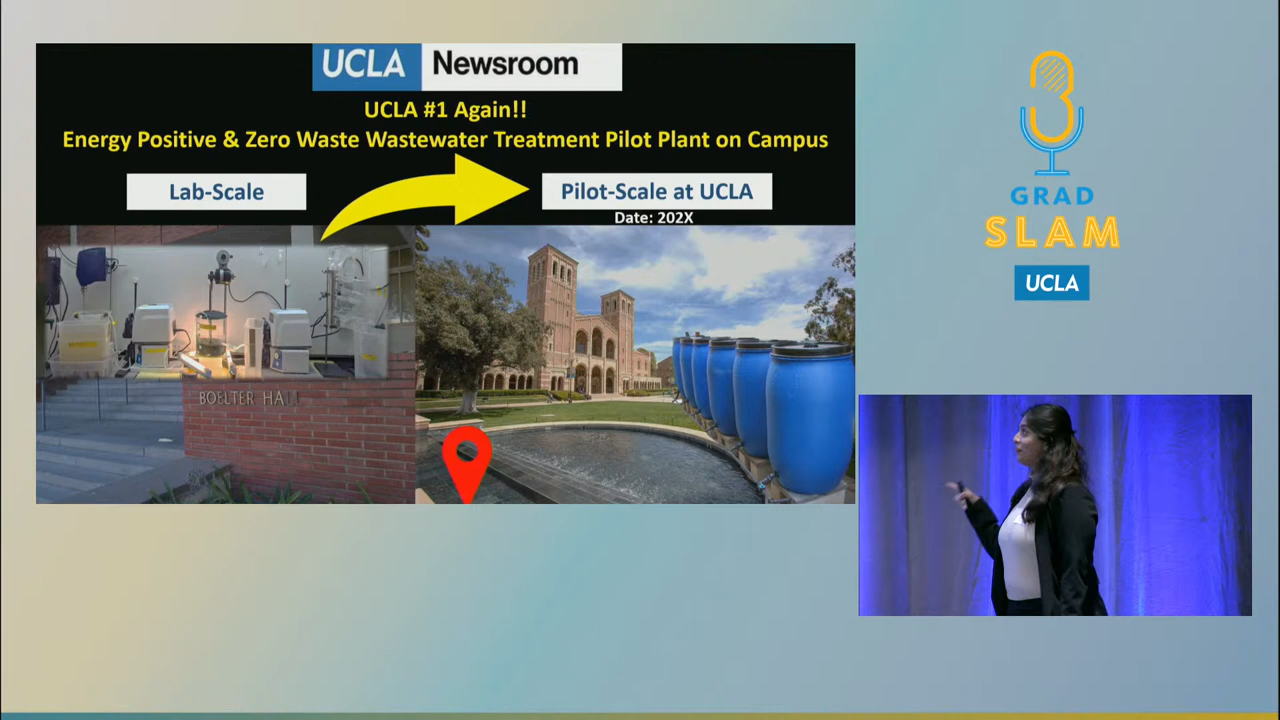 UCLA Newsroom
UCLA #1 Again!!
Energy Positive & Zero Waste Wastewater Treatment Pilot Plant on Campus
Lab-Scale
Pilot-Scale at UCLA
Date: 202X
BOELTER HALL
GRAD
SLAM
UCLA